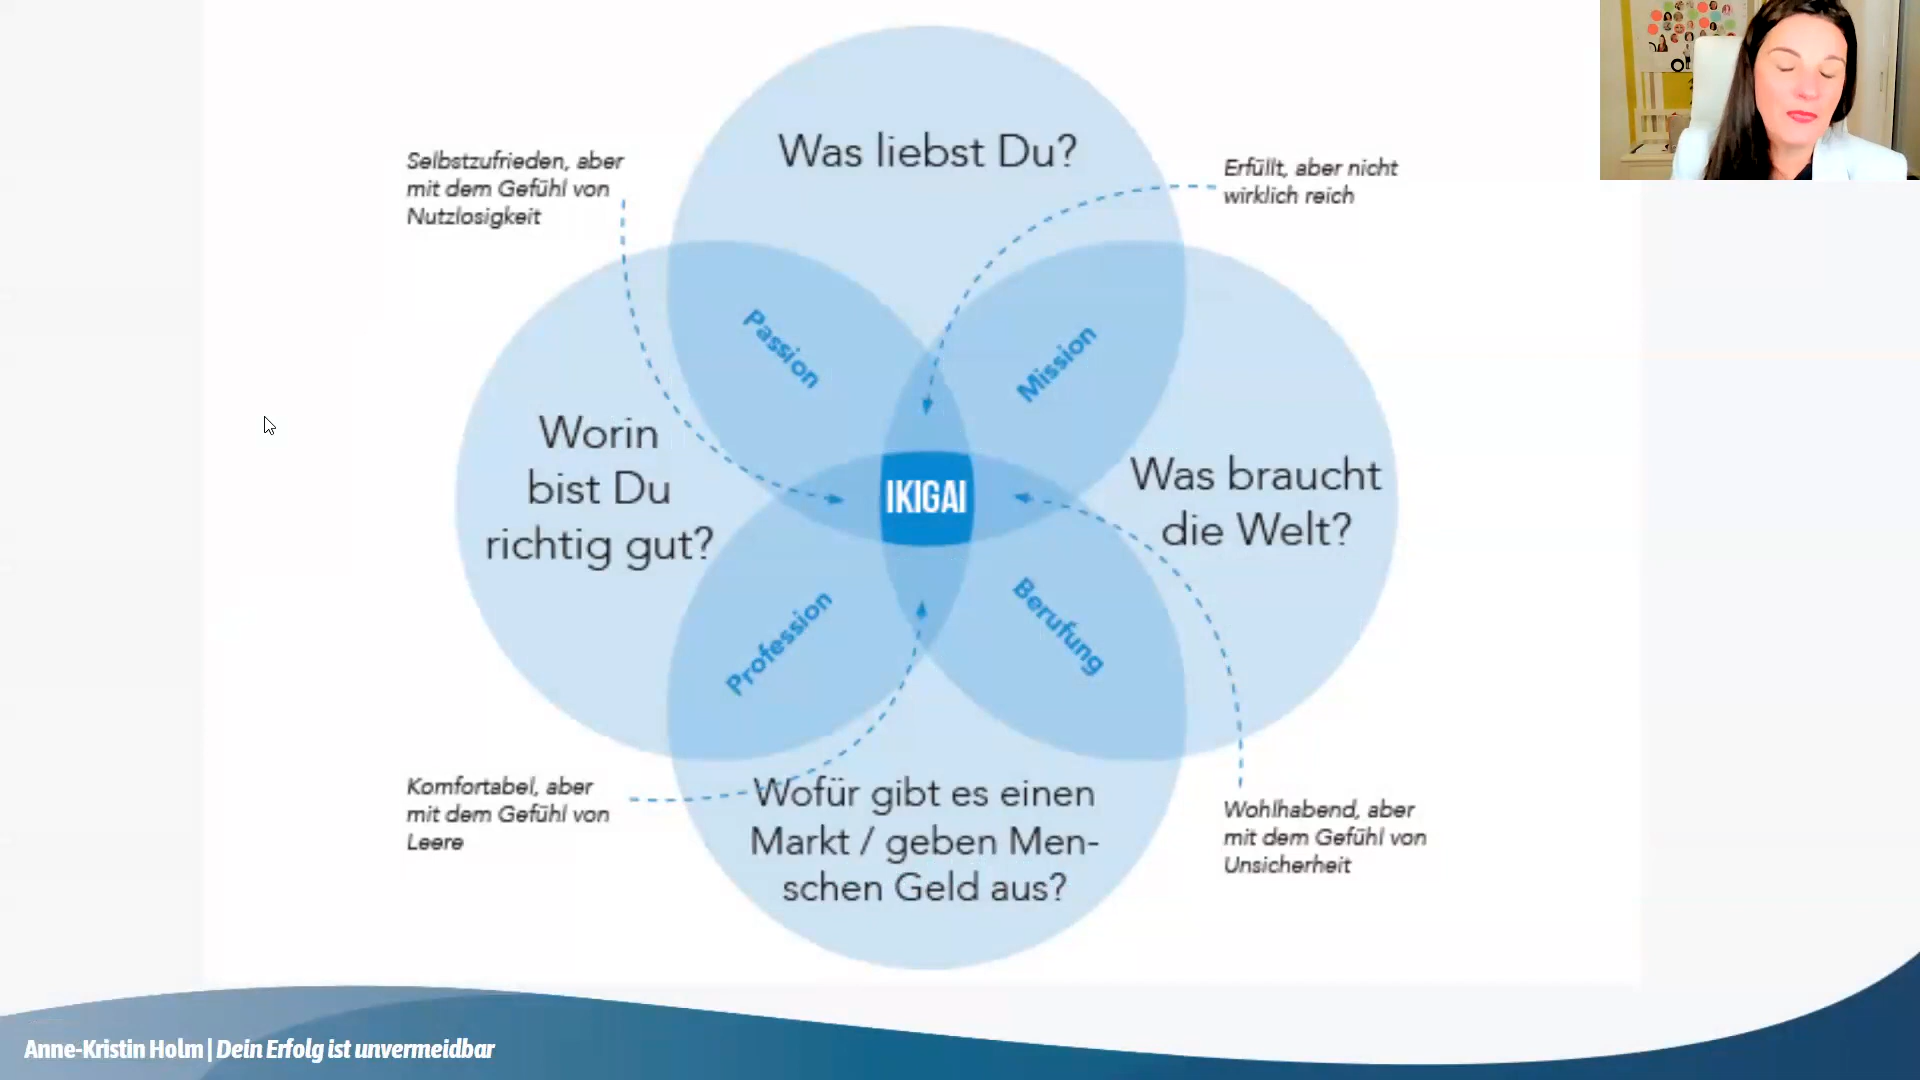 Was liebst Du?
Selbstzufrieden, aber
mit dem Gefühl von
Nutzlosigkeit
Erfüllt, aber nicht
wirklich reich
Passion
Mission
Worin
bist Du
richtig gut?
IKIGAI
Was braucht
die Welt?
Profession
Berufung
Komfortabel, aber
mit dem Gefühl von
Leere
Wofür gibt es einen
Markt / geben Men-
schen Geld aus?
Wohlhabend, aber
mit dem Gefühl von
Unsicherheit
Anne-Kristin Holm | Dein Erfolg ist unvermeidbar